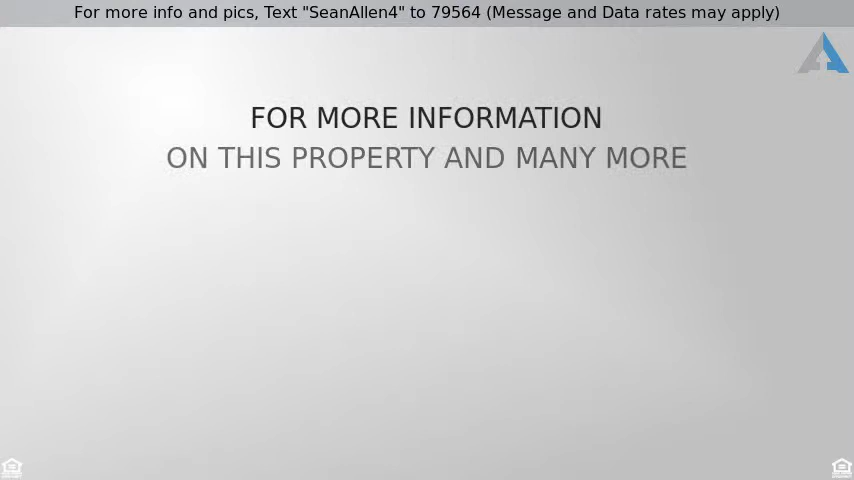 For more info and pics, Text "SeanAllen4" to 79564 (Message and Data rates may apply)
FOR MORE INFORMATION
ON THIS PROPERTY AND MANY MORE